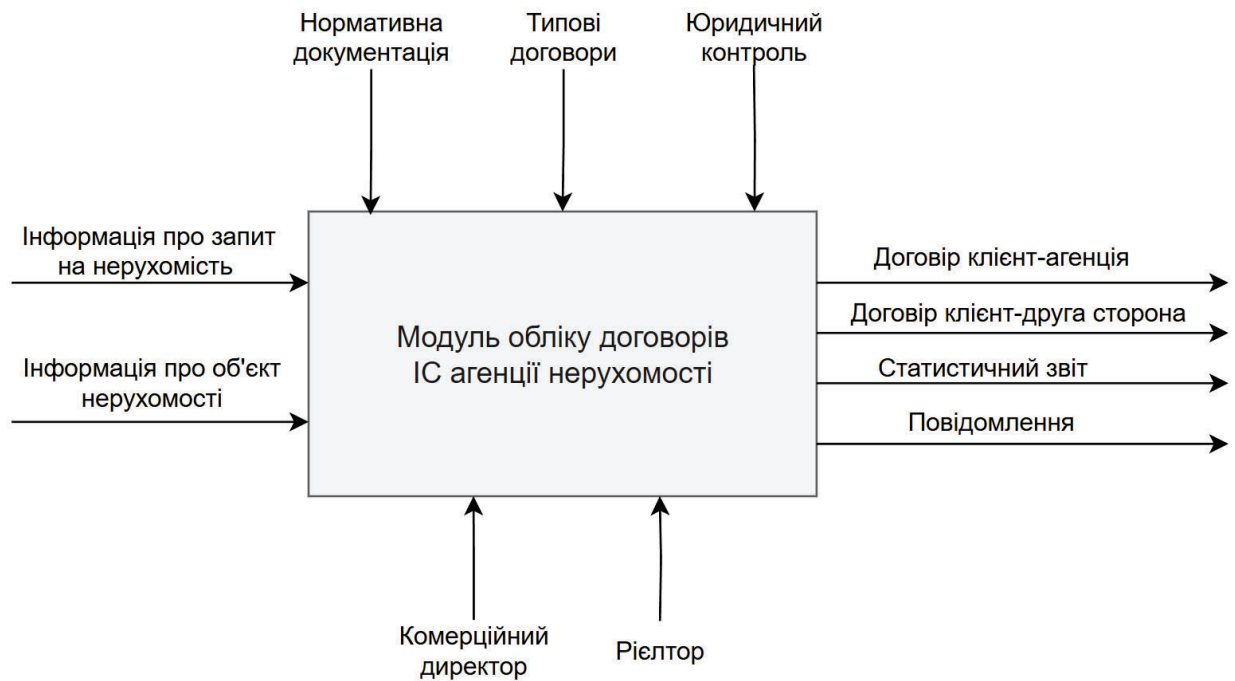 Нормативна
документація
Типові
договори
Юридичний
контроль
Інформація про запит
на нерухомість
Інформація про об'єкт
нерухомості
Модуль обліку договорів
ІС агенції нерухомості
Договір клієнт-агенція
Договір клієнт-друга сторона
Статистичний звіт
Повідомлення
Комерційний
директор
Рієлтор